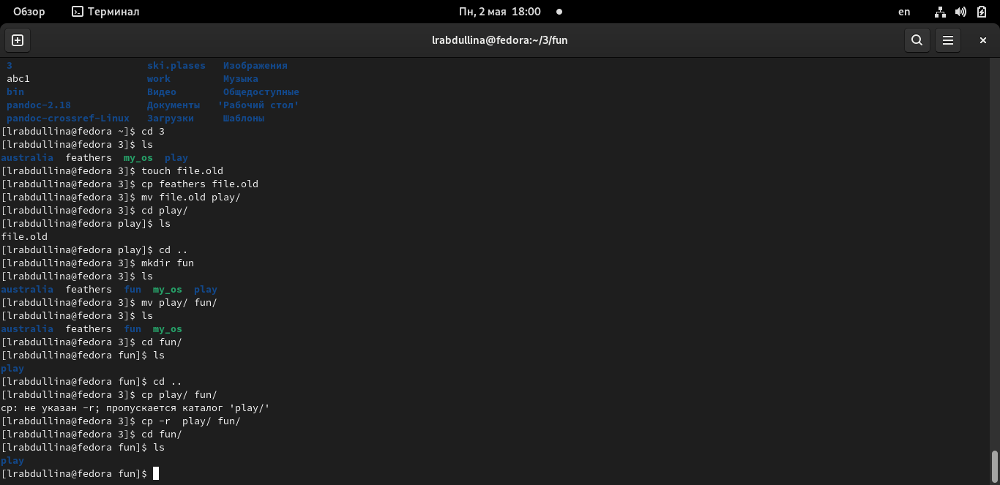 Обзор Терминал Пн, 2 мая 18:00 en
lrabdullina@fedora:~/3/fun
3 ski.plases Изображения
abc1 work Музыка
bin Видео Общедоступные
pandoc-2.18 Документы 'Рабочий стол'
pandoc-crossref-Linux Загрузки Шаблоны
[lrabdullina@fedora ~]$ cd 3
[lrabdullina@fedora 3]$ ls
australia feathers my_os play
[lrabdullina@fedora 3]$ touch file.old
[lrabdullina@fedora 3]$ cp feathers file.old
[lrabdullina@fedora 3]$ mv file.old play/
[lrabdullina@fedora 3]$ cd play/
[lrabdullina@fedora play]$ ls
file.old
[lrabdullina@fedora play]$ cd ..
[lrabdullina@fedora 3]$ mkdir fun
[lrabdullina@fedora 3]$ ls
australia feathers fun my_os play
[lrabdullina@fedora 3]$ mv play/ fun/
[lrabdullina@fedora 3]$ ls
australia feathers fun my_os
[lrabdullina@fedora 3]$ cd fun/
[lrabdullina@fedora fun]$ ls
play
[lrabdullina@fedora fun]$ cd ..
[lrabdullina@fedora 3]$ cp play/ fun/
cp: не указан -r; пропускается каталог 'play/'
[lrabdullina@fedora 3]$ cp -r  play/ fun/
[lrabdullina@fedora 3]$ cd fun/
[lrabdullina@fedora fun]$ ls
play
[lrabdullina@fedora fun]$